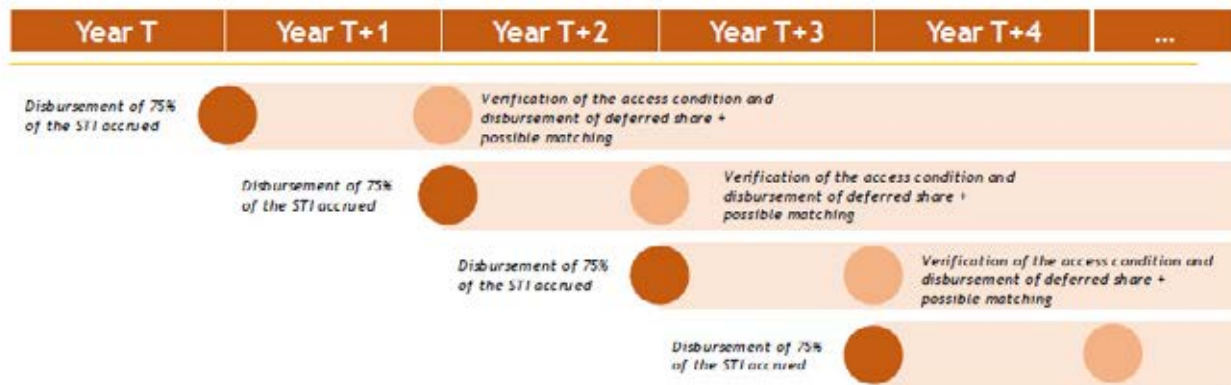 Year T
Year T+1
Year T+2
Year T+3
Year T+4
...
Disbursement of 75%
of the STI accrued
Verification of the access condition and
disbursement of deferred share +
possible matching
Disbursement of 75%
of the STI accrued
Verification of the access condition and
disbursement of deferred share +
possible matching
Disbursement of 75%
of the STI accrued
Verification of the access condition and
disbursement of deferred share +
possible matching
Disbursement of 75%
of the STI accrued